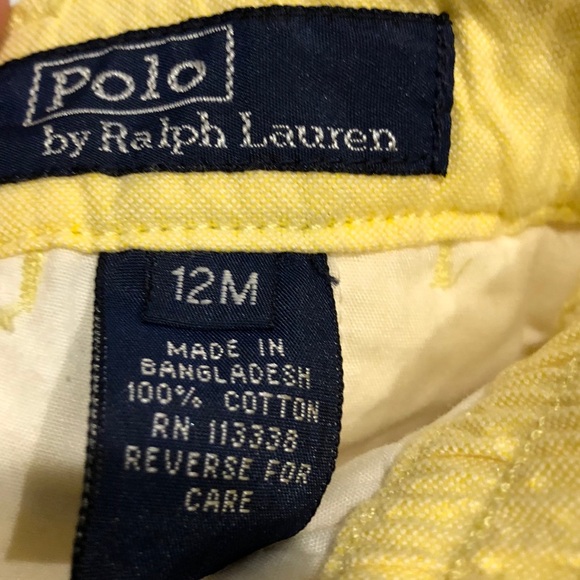 Polo
by Ralph Lauren
12M
MADE IN
BANGLADESH
100% COTTON
RN 113338
REVERSE FOR
CARE